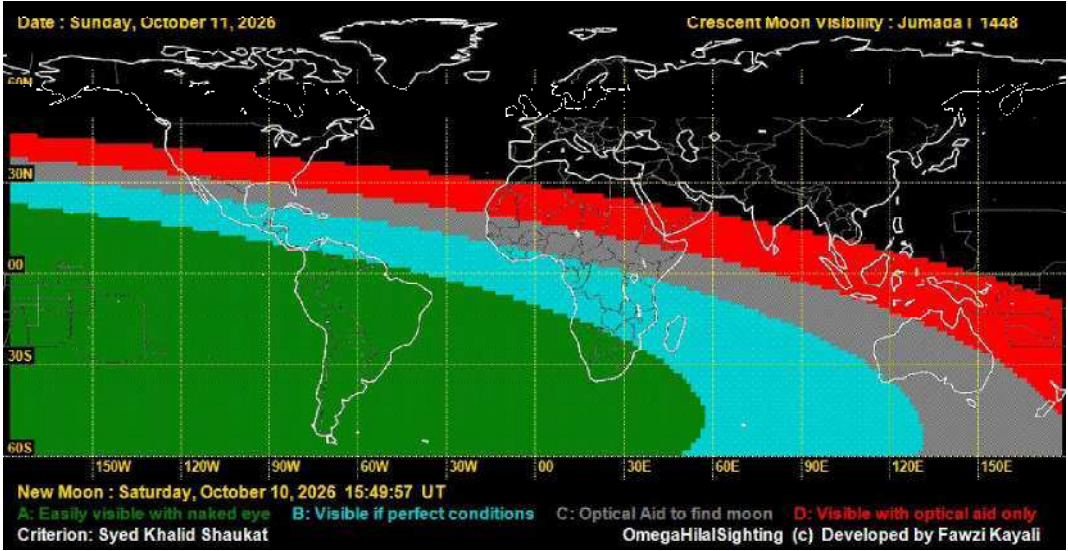 Date : Sunday, October 11, 2026
Crescent Moon Visibility : Jumada I 1448
60N
30N
00
30S
60S
150W 120W 90W 60W 30W 00 30E 60E 90E 120E 150E
New Moon : Saturday, October 10, 2026 15:49:57 UT
A: Easily visible with naked eye B: Visible if perfect conditions C: Optical Aid to find moon D: Visible with optical aid only
Criterion: Syed Khalid Shaukat OmegaHilalSighting (c) Developed by Fawzi Kayali